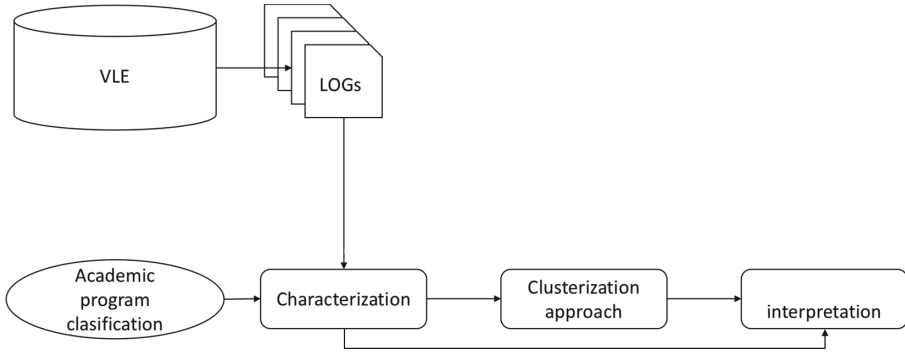 VLE
LOGs
Academic
program
clasification
Characterization
Clusterization
approach
interpretation